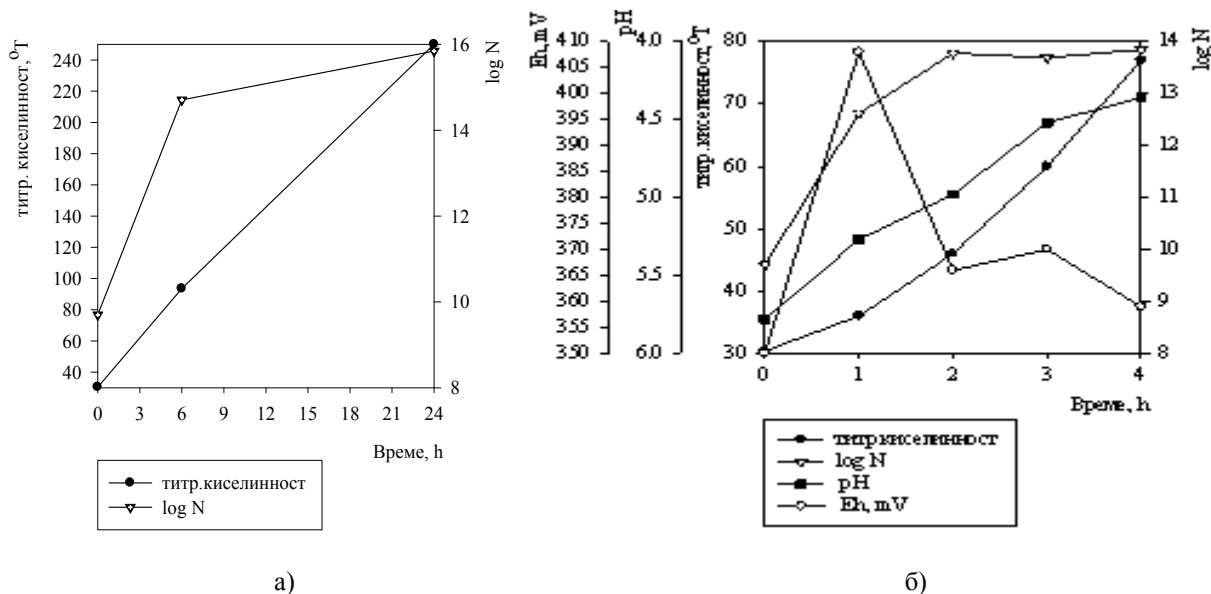 титр. киселинност, °T
240
220
200
180
160
140
120
100
80
60
40
log N
16
14
12
10
8
0 3 6 9 12 15 18 21 24
Време, h
титр.киселинност
log N
а)
Eh, mV
410
405
400
395
390
385
380
375
370
365
360
355
350
pH
4.0
4.5
5.0
5.5
6.0
титр.киселинност, °T
80
70
60
50
40
30
log N
14
13
12
11
10
9
8
0 1 2 3 4
Време, h
титр.киселинност
log N
pH
Eh, mV
б)